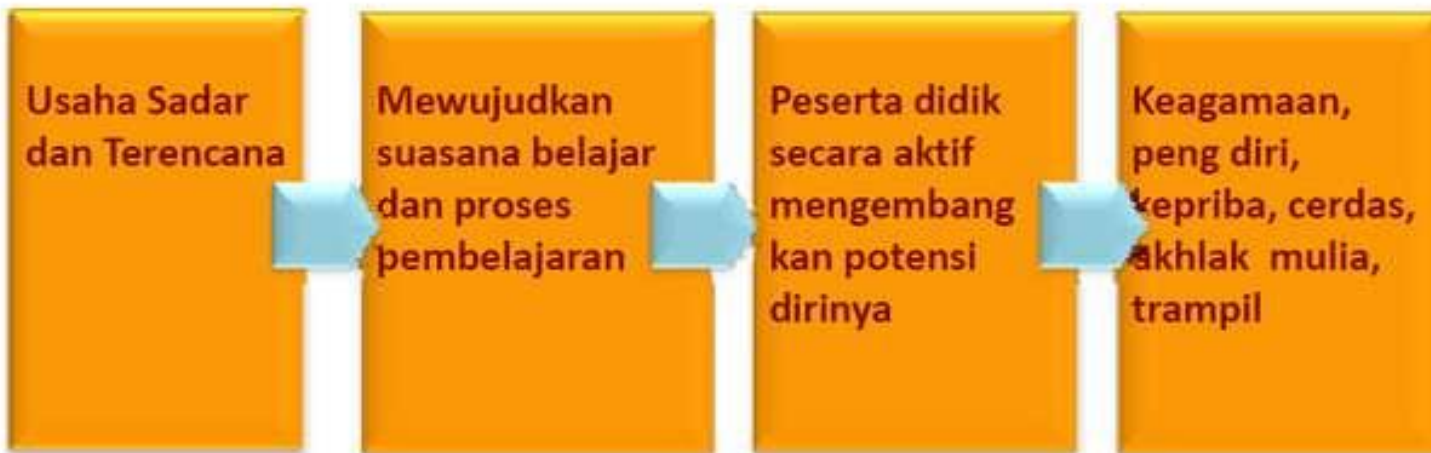 Usaha Sadar
dan Terencana
Mewujudkan
suasana belajar
dan proses
pembelajaran
Peserta didik
secara aktif
mengembang
kan potensi
dirinya
Keagamaan,
peng diri,
kepriba, cerdas,
akhlak mulia,
trampil